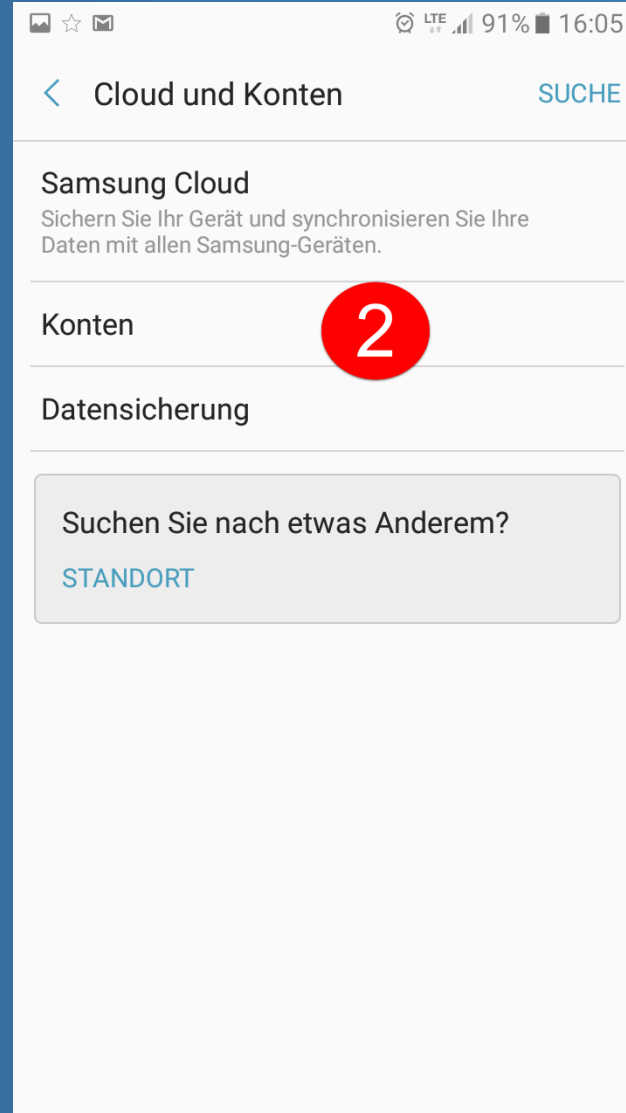 LTE 91% 16:05
Cloud und Konten SUCHE
Samsung Cloud
Sichern Sie Ihr Gerät und synchronisieren Sie Ihre
Daten mit allen Samsung-Geräten.
Konten 2
Datensicherung
Suchen Sie nach etwas Anderem?
STANDORT